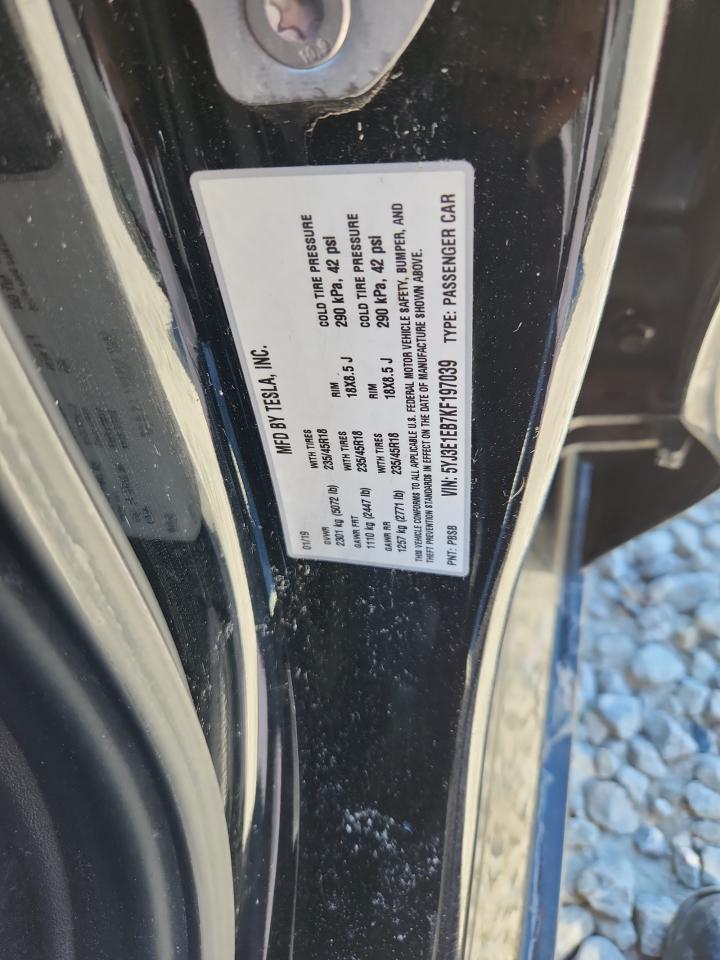 MFD BY TESLA, INC.
01/19
GVWR WITH TIRES RIM COLD TIRE PRESSURE
2301 kg (5072 lb) 235/45R18 18X8.5 J 290 kPa, 42 psi
GAWR FRT WITH TIRES RIM COLD TIRE PRESSURE
1110 kg (2447 lb) 235/45R18 18X8.5 J 290 kPa, 42 psi
GAWR RR WITH TIRES
1257 kg (2771 lb) 235/45R18
THIS VEHICLE CONFORMS TO ALL APPLICABLE U.S. FEDERAL MOTOR VEHICLE SAFETY, BUMPER, AND
THEFT PREVENTION STANDARDS IN EFFECT ON THE DATE OF MANUFACTURE SHOWN ABOVE.
PNT: PBSB VIN: 5YJ3E1EB7KF197039 TYPE: PASSENGER CAR